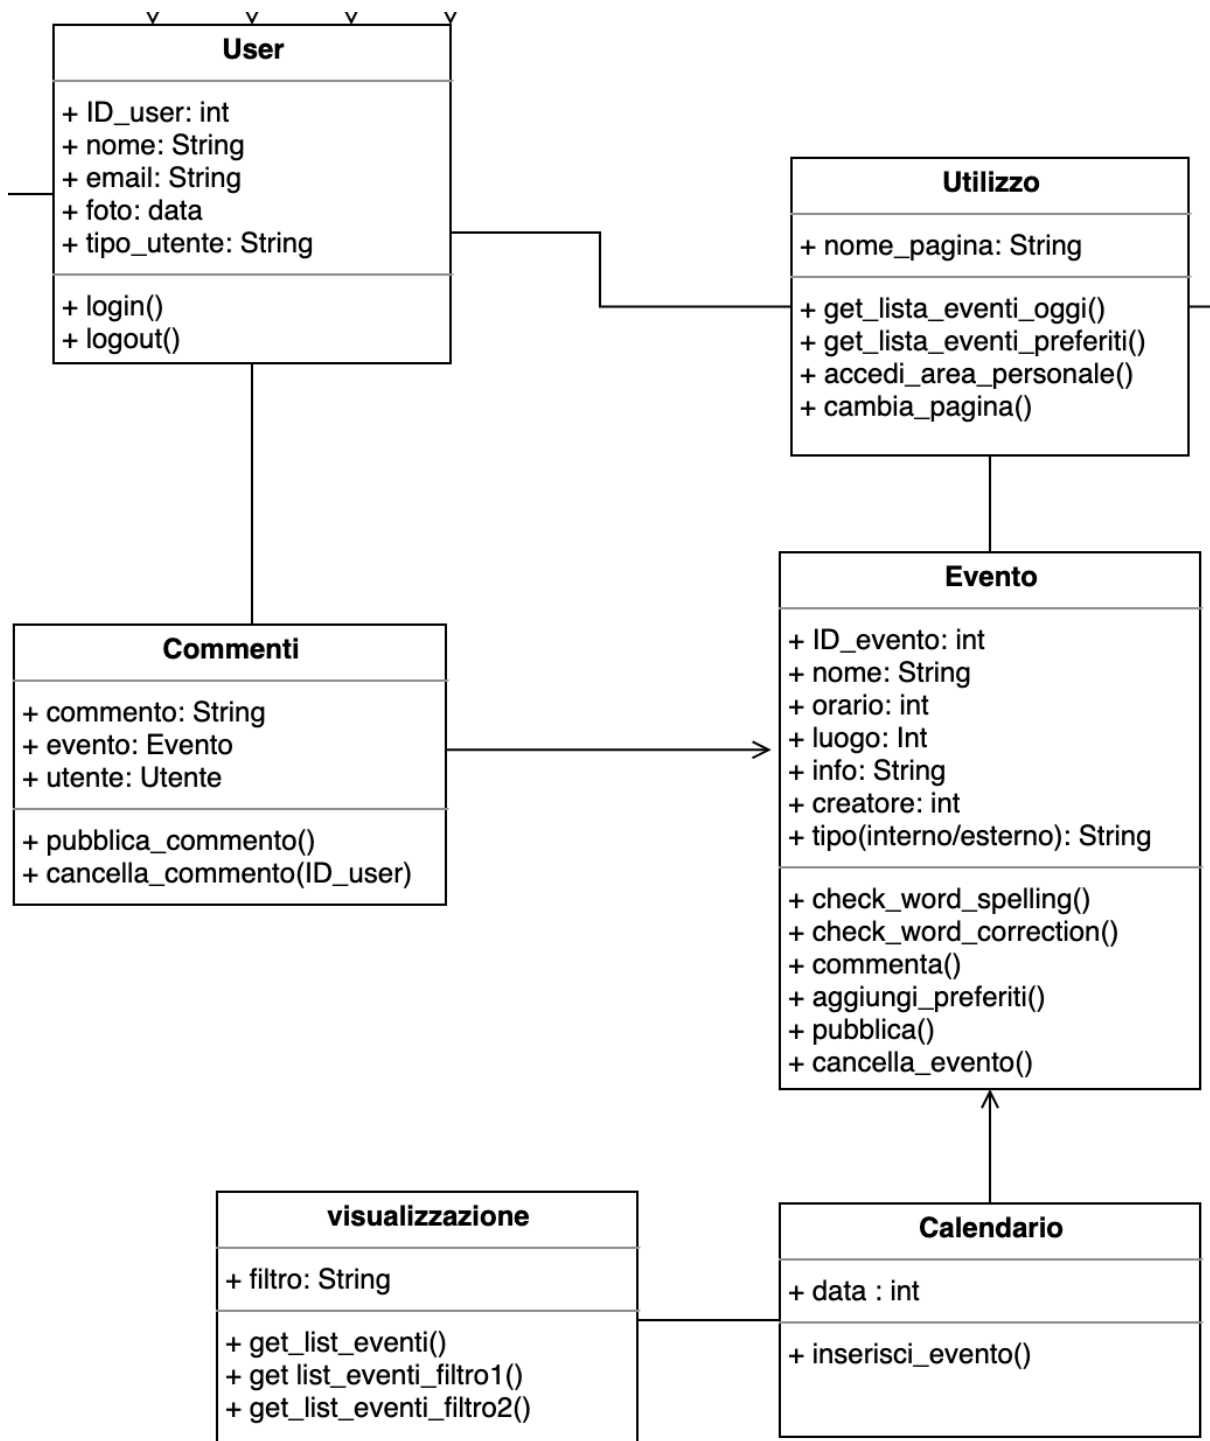 User
+ ID_user: int
+ nome: String
+ email: String
+ foto: data
+ tipo_utente: String
+ login()
+ logout()
Utilizzo
+ nome_pagina: String
+ get_lista_eventi_oggi()
+ get_lista_eventi_preferiti()
+ accedi_area_personale()
+ cambia_pagina()
Commenti
+ commento: String
+ evento: Evento
+ utente: Utente
+ pubblica_commento()
+ cancella_commento(ID_user)
Evento
+ ID_evento: int
+ nome: String
+ orario: int
+ luogo: Int
+ info: String
+ creatore: int
+ tipo(interno/esterno): String
+ check_word_spelling()
+ check_word_correction()
+ commenta()
+ aggiungi_preferiti()
+ pubblica()
+ cancella_evento()
visualizzazione
+ filtro: String
+ get_list_eventi()
+ get list_eventi_filtro1()
+ get_list_eventi_filtro2()
Calendario
+ data : int
+ inserisci_evento()